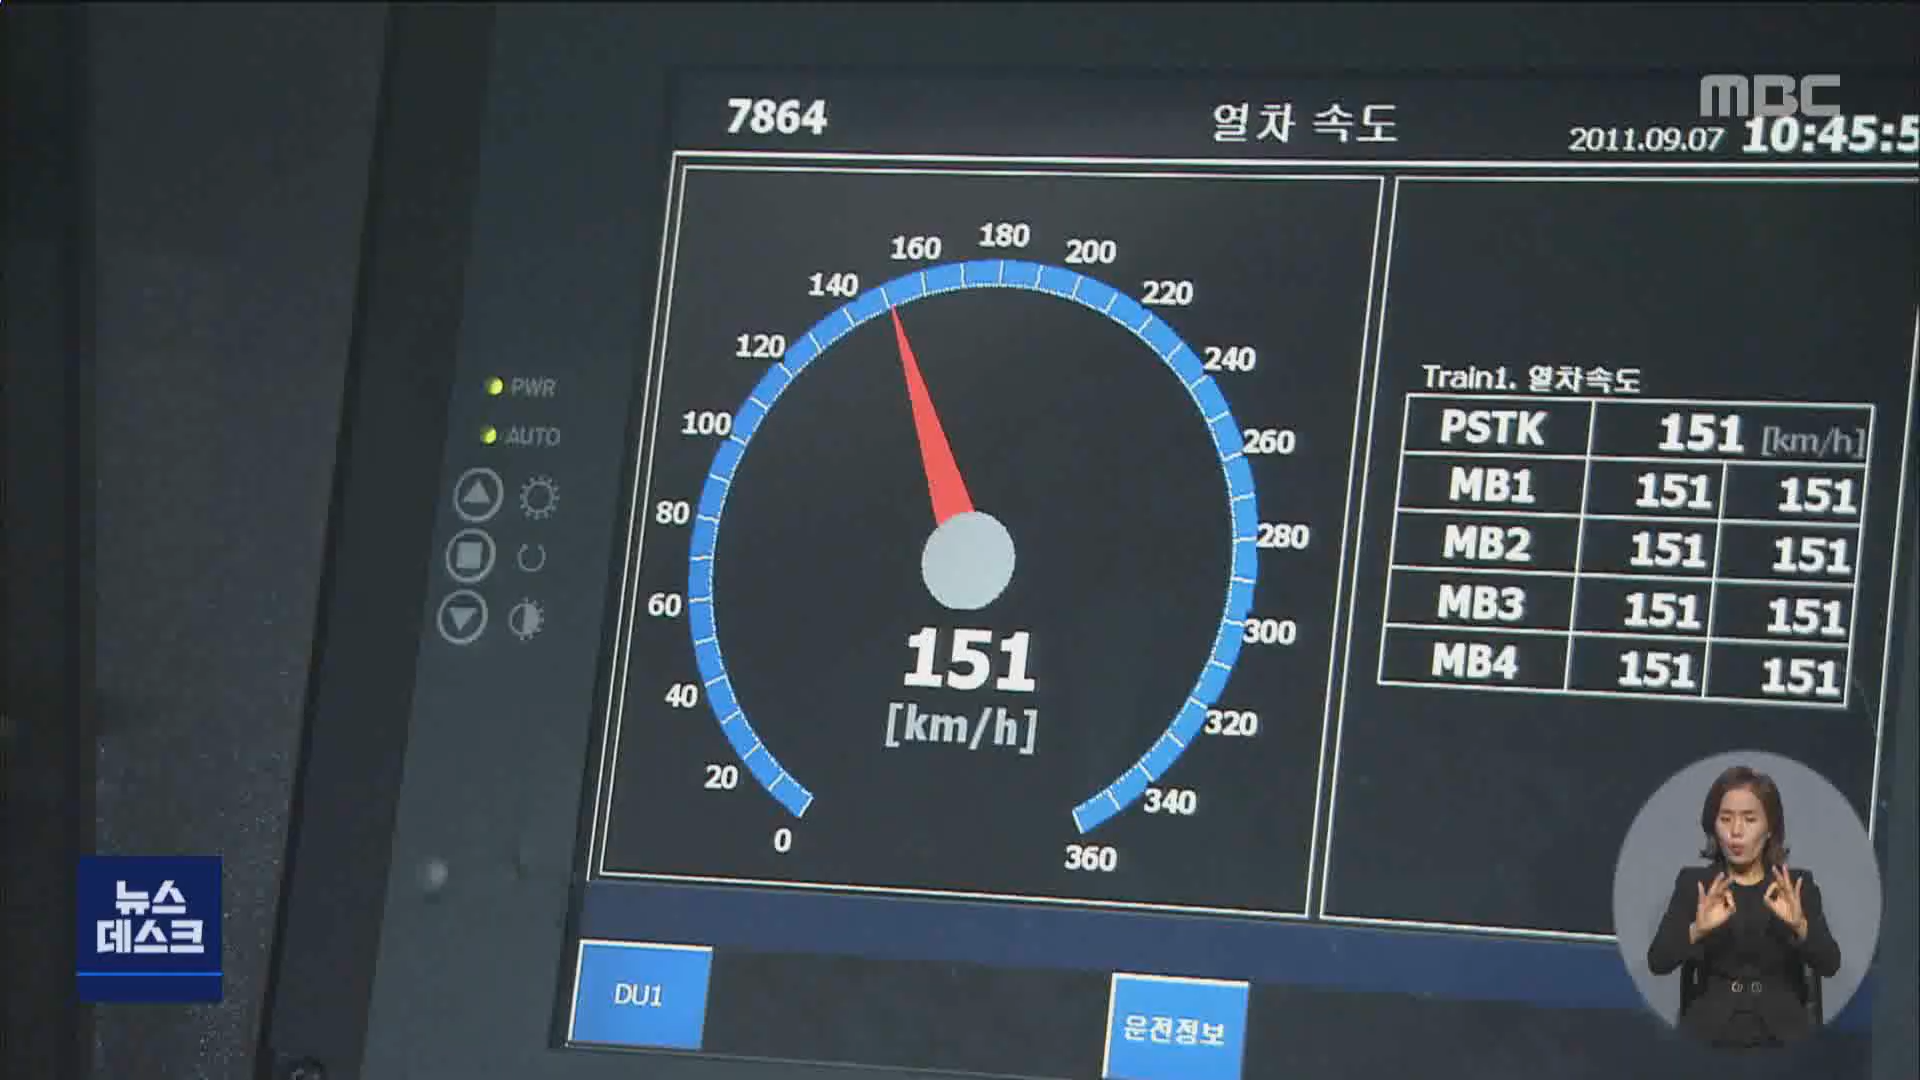 MBC
7864
열차 속도
2011.09.07 10:45:5
160 180 200
140 220
120 240
100 260
80 280
60 300
40 320
20 340
0 360
151
[km/h]
PWR
AUTO
Train1. 열차속도
PSTK 151 [km/h]
MB1 151 151
MB2 151 151
MB3 151 151
MB4 151 151
뉴스
데스크
DU1
운전정보